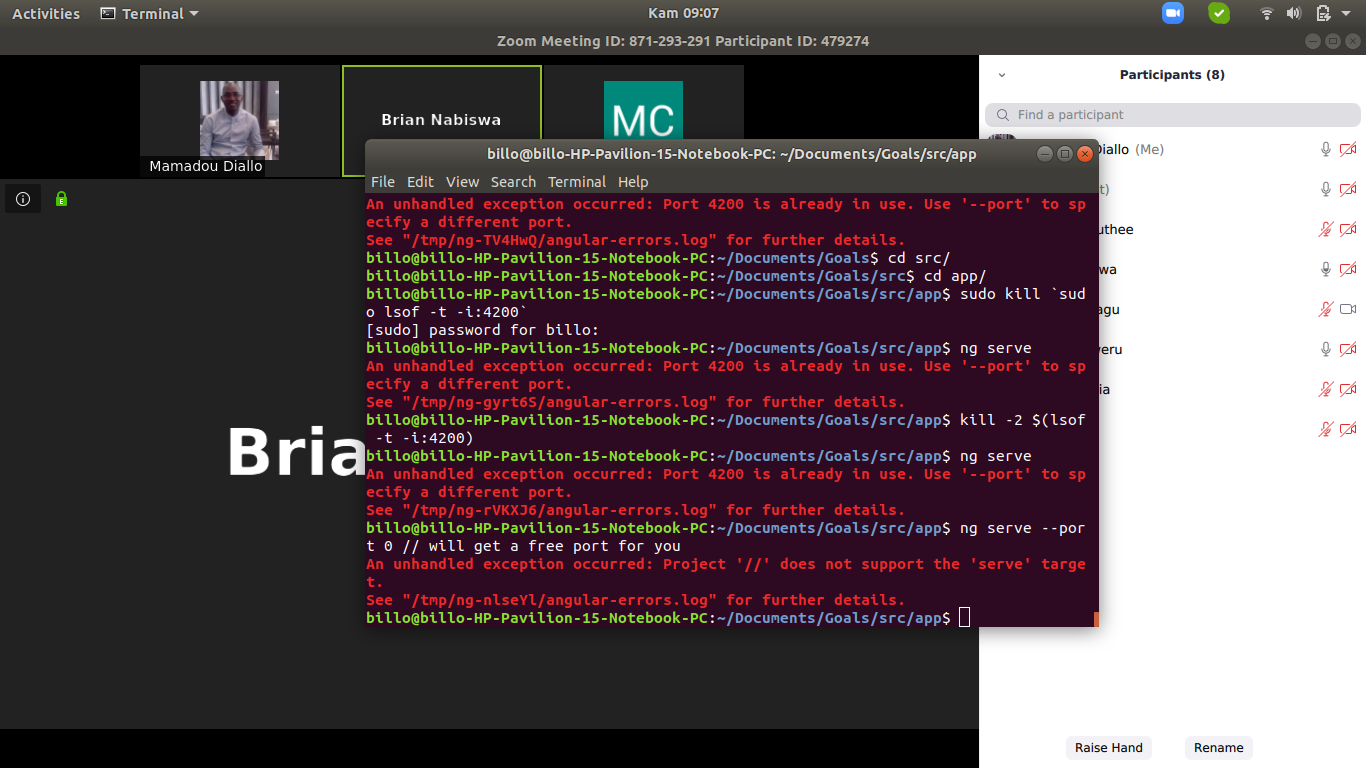 Activities
Terminal
Kam 09:07
Zoom Meeting ID: 871-293-291 Participant ID: 479274
Mamadou Diallo
Brian Nabiswa
MC
Participants (8)
Find a participant
Diallo (Me)
t)
uthee
wa
agu
eru
ia
Raise Hand
Rename
Bria
billo@billo-HP-Pavilion-15-Notebook-PC: ~/Documents/Goals/src/app
File Edit View Search Terminal Help
An unhandled exception occurred: Port 4200 is already in use. Use '--port' to sp
ecify a different port.
See "/tmp/ng-TV4HwQ/angular-errors.log" for further details.
billo@billo-HP-Pavilion-15-Notebook-PC:~/Documents/Goals$ cd src/
billo@billo-HP-Pavilion-15-Notebook-PC:~/Documents/Goals/src$ cd app/
billo@billo-HP-Pavilion-15-Notebook-PC:~/Documents/Goals/src/app$ sudo kill `sud
o lsof -t -i:4200`
[sudo] password for billo:
billo@billo-HP-Pavilion-15-Notebook-PC:~/Documents/Goals/src/app$ ng serve
An unhandled exception occurred: Port 4200 is already in use. Use '--port' to sp
ecify a different port.
See "/tmp/ng-gyrt6S/angular-errors.log" for further details.
billo@billo-HP-Pavilion-15-Notebook-PC:~/Documents/Goals/src/app$ kill -2 $(lsof
 -t -i:4200)
billo@billo-HP-Pavilion-15-Notebook-PC:~/Documents/Goals/src/app$ ng serve
An unhandled exception occurred: Port 4200 is already in use. Use '--port' to sp
ecify a different port.
See "/tmp/ng-rVKXJ6/angular-errors.log" for further details.
billo@billo-HP-Pavilion-15-Notebook-PC:~/Documents/Goals/src/app$ ng serve --por
t 0 // will get a free port for you
An unhandled exception occurred: Project '//' does not support the 'serve' targe
t.
See "/tmp/ng-nlseYl/angular-errors.log" for further details.
billo@billo-HP-Pavilion-15-Notebook-PC:~/Documents/Goals/src/app$